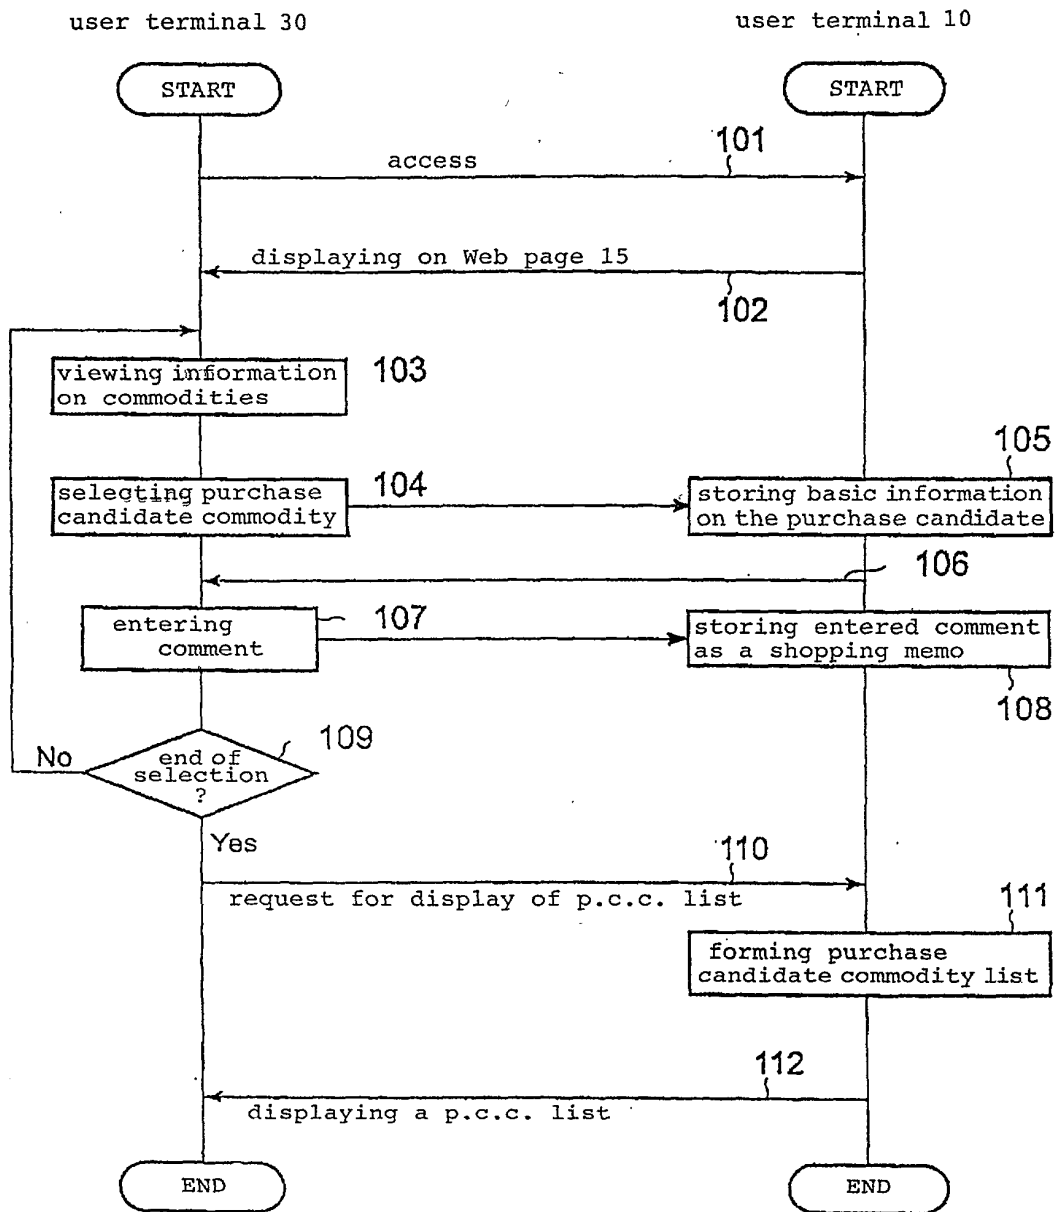 user terminal 30
user terminal 10
START
START
101
access
displaying on Web page 15
102
viewing information
on commodities
103
105
selecting purchase
candidate commodity
104
storing basic information
on the purchase candidate
106
entering
comment
107
storing entered comment
as a shopping memo
108
109
No
end of
selection
?
Yes
110
request for display of p.c.c. list
111
forming purchase
candidate commodity list
112
displaying a p.c.c. list
END
END